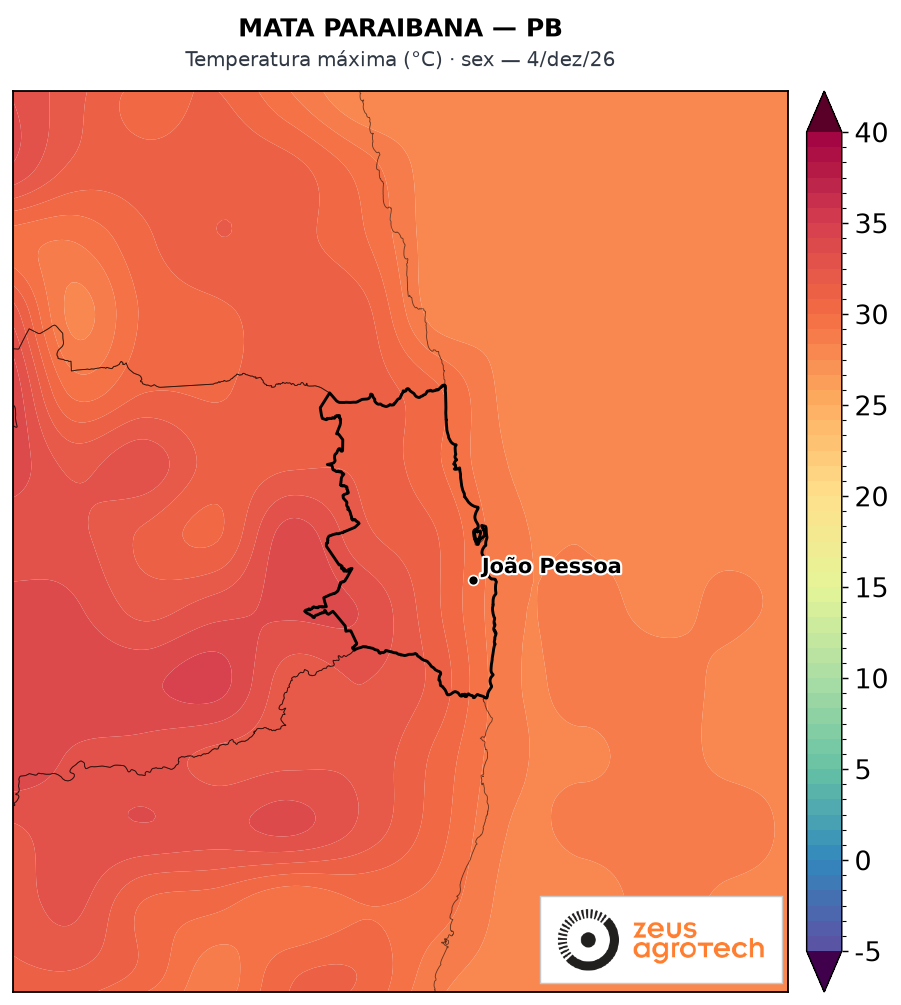 MATA PARAIBANA — PB
Temperatura máxima (°C) · sex — 4/dez/26
40
35
30
25
20
15
10
5
0
-5
João Pessoa
zeus
agrotech